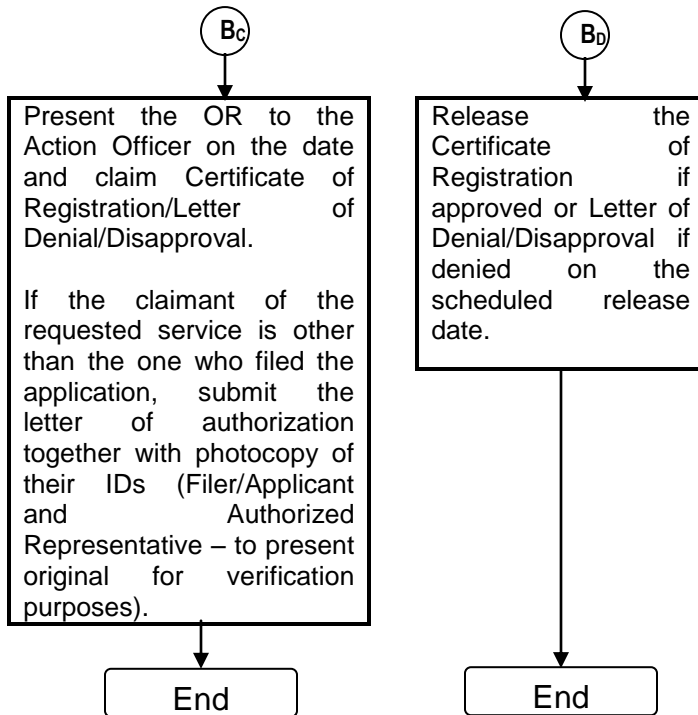 BC
Present the OR to the
Action Officer on the date
and claim Certificate of
Registration/Letter of
Denial/Disapproval.
If the claimant of the
requested service is other
than the one who filed the
application, submit the
letter of authorization
together with photocopy of
their IDs (Filer/Applicant
and Authorized
Representative – to present
original for verification
purposes).
End
BD
Release the
Certificate of
Registration if
approved or Letter of
Denial/Disapproval if
denied on the
scheduled release
date.
End